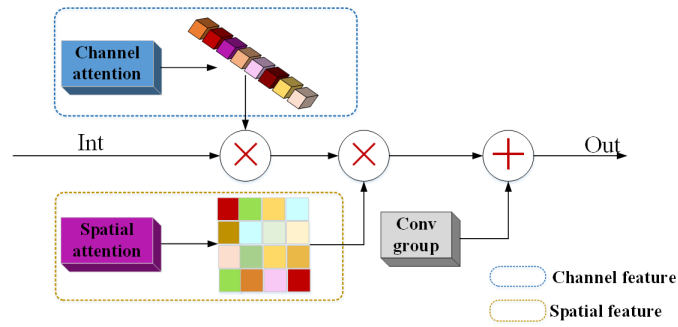 Channel
attention
Int
Out
Spatial
attention
Conv
group
Channel feature
Spatial feature